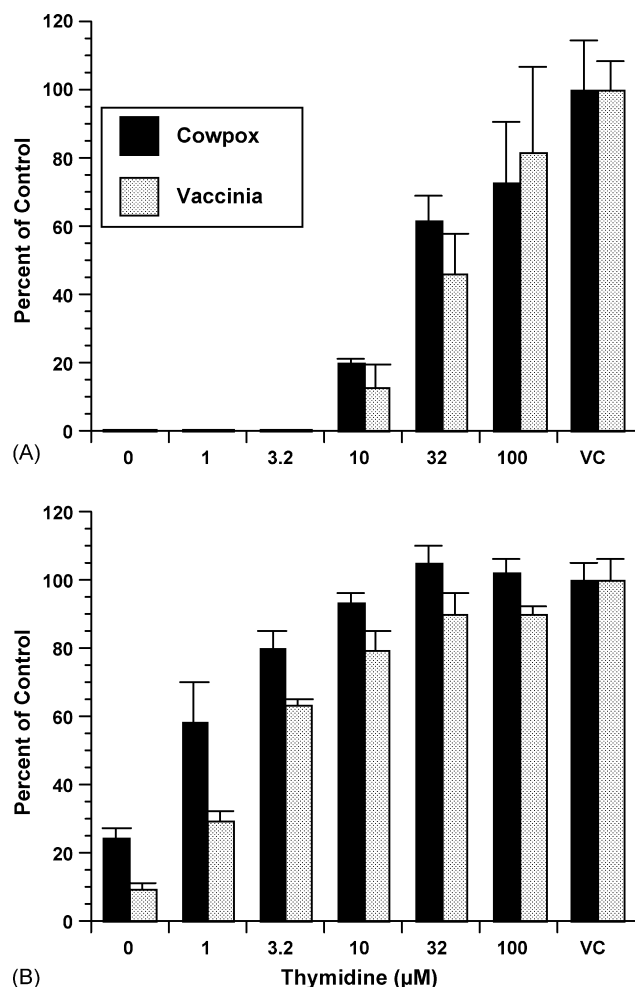 120
100
80
60
40
20
0
Percent of Control
Cowpox
Vaccinia
0 1 3.2 10 32 100 VC
(A)
120
100
80
60
40
20
0
Percent of Control
0 1 3.2 10 32 100 VC
Thymidine (µM)
(B)